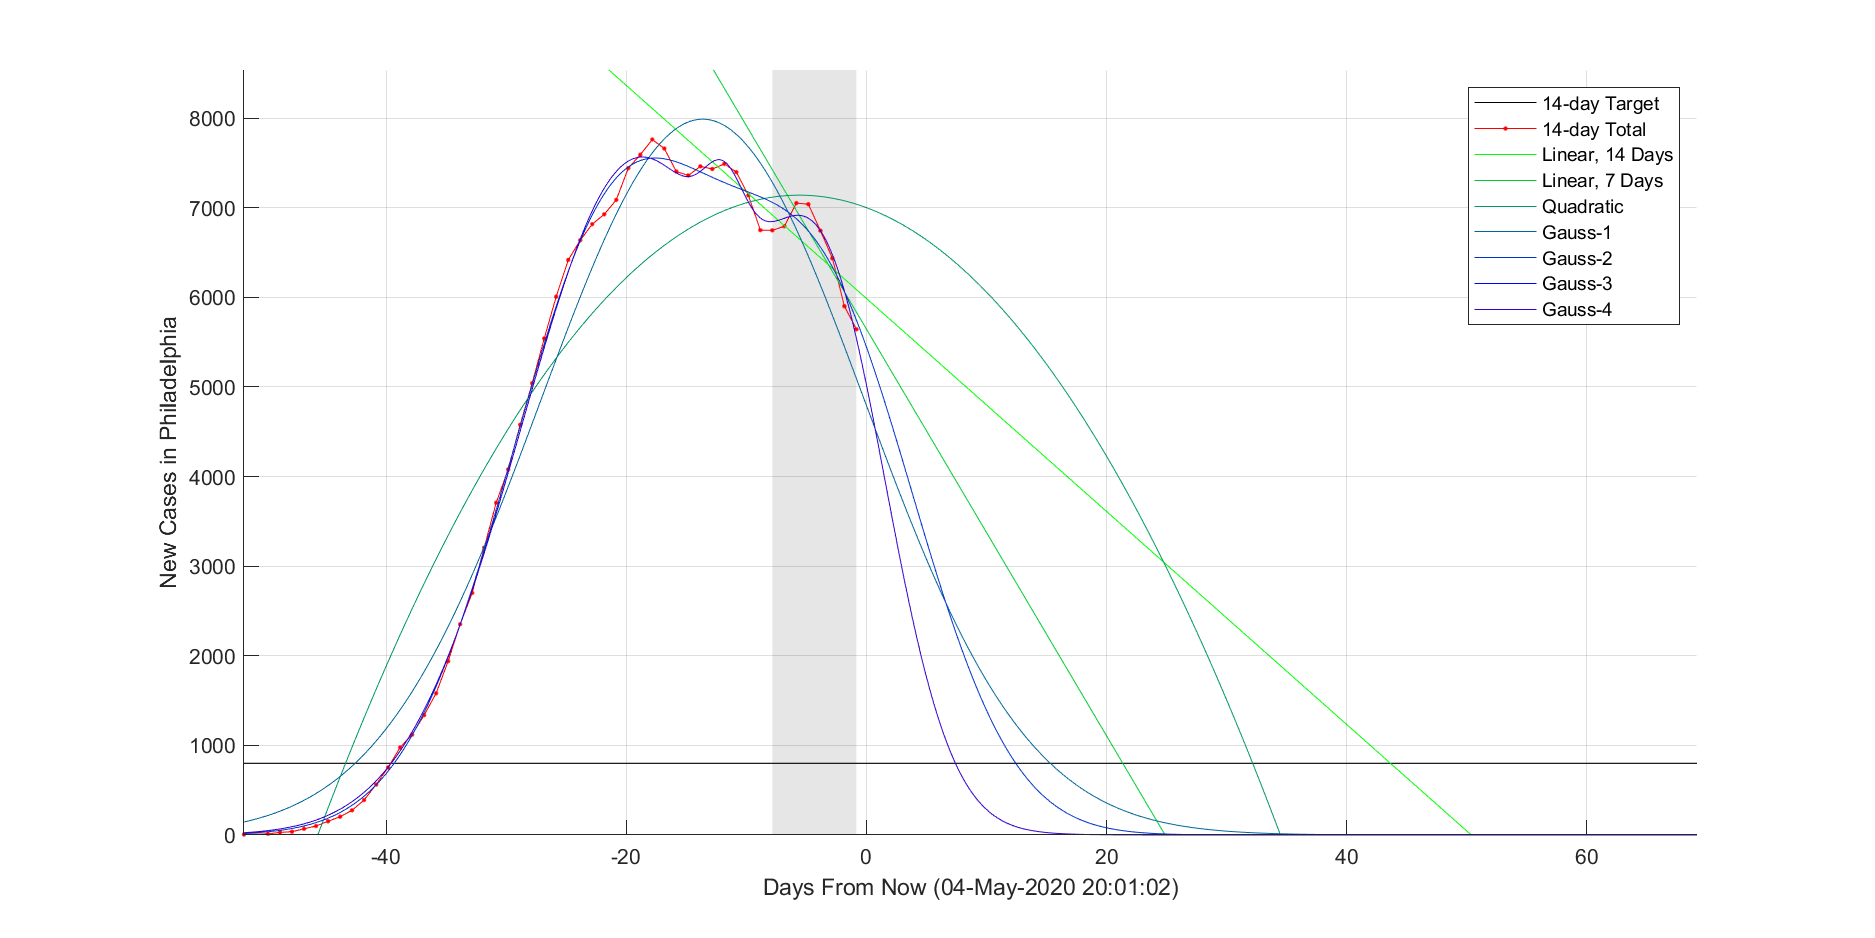 8000
7000
6000
5000
4000
3000
2000
1000
0
New Cases in Philadelphia
-40
-20
0
20
40
60
Days From Now (04-May-2020 20:01:02)
14-day Target
14-day Total
Linear, 14 Days
Linear, 7 Days
Quadratic
Gauss-1
Gauss-2
Gauss-3
Gauss-4